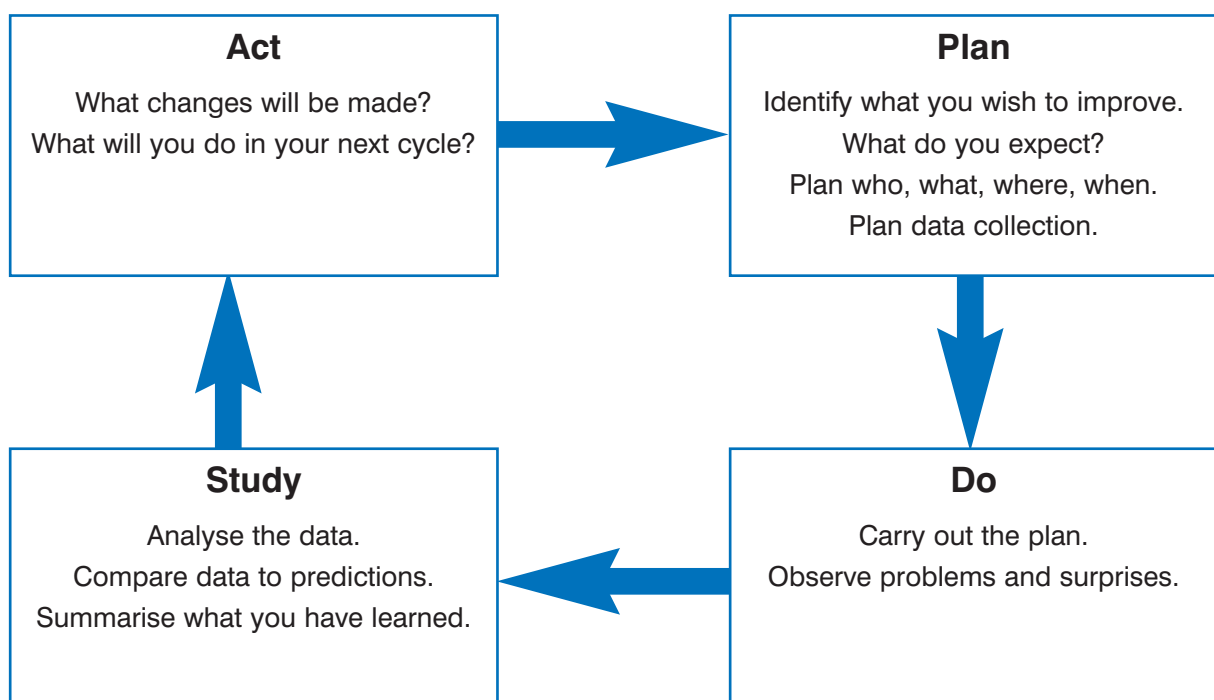 Act
What changes will be made?
What will you do in your next cycle?
Plan
Identify what you wish to improve.
What do you expect?
Plan who, what, where, when.
Plan data collection.
Study
Analyse the data.
Compare data to predictions.
Summarise what you have learned.
Do
Carry out the plan.
Observe problems and surprises.